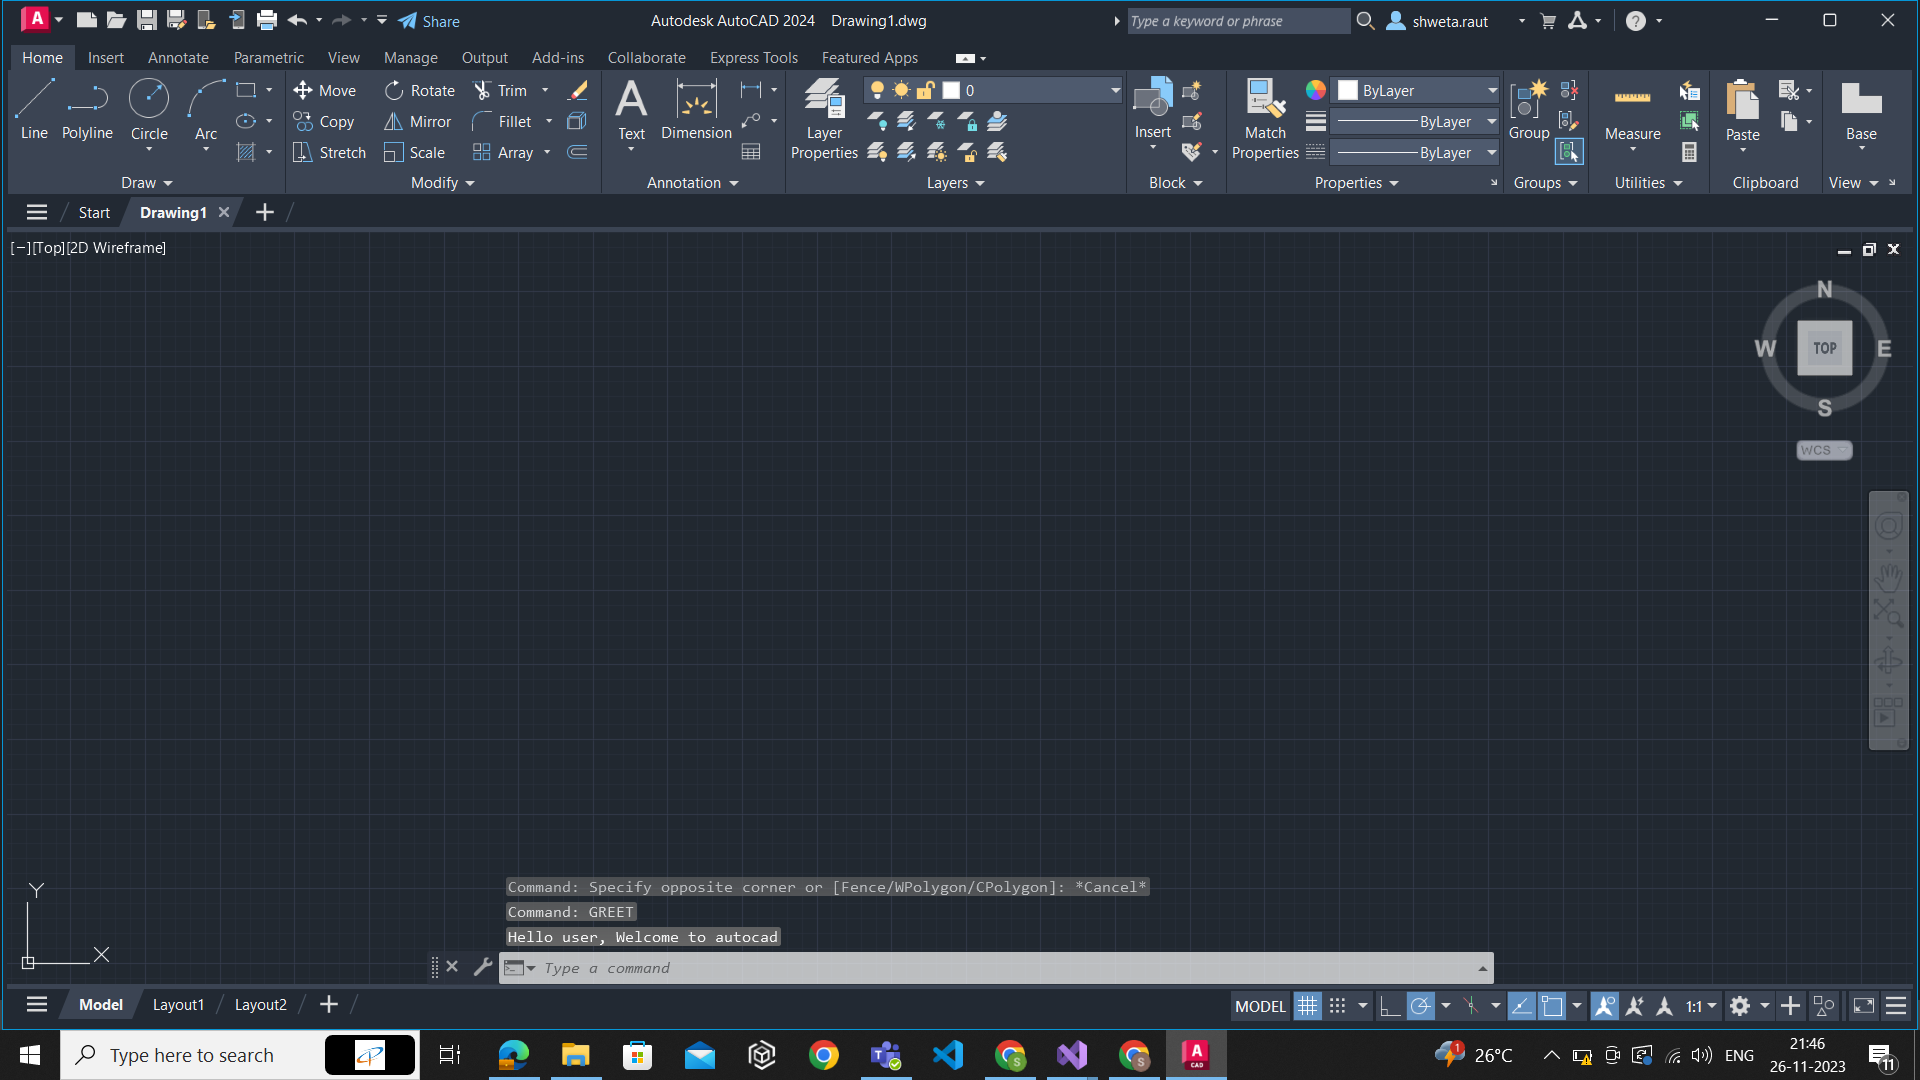 A Share Autodesk AutoCAD 2024 Drawing1.dwg Type a keyword or phrase shweta.raut
Home Insert Annotate Parametric View Manage Output Add-ins Collaborate Express Tools Featured Apps
Line Polyline Circle Arc
Move Rotate Trim
Copy Mirror Fillet
Stretch Scale Array
Text Dimension
Layer Properties
0
Insert
Match Properties
ByLayer
ByLayer
ByLayer
Group
Measure
Paste
Base
Draw Modify Annotation Layers Block Properties Groups Utilities Clipboard View
Start Drawing1
[−][Top][2D Wireframe]
N
W TOP E
S
WCS
Y
X
Command: Specify opposite corner or [Fence/WPolygon/CPolygon]: *Cancel*
Command: GREET
Hello user, Welcome to autocad
Type a command
Model Layout1 Layout2 MODEL 1:1
Type here to search
A CAD
1
26°C ENG
21:46
26-11-2023
11